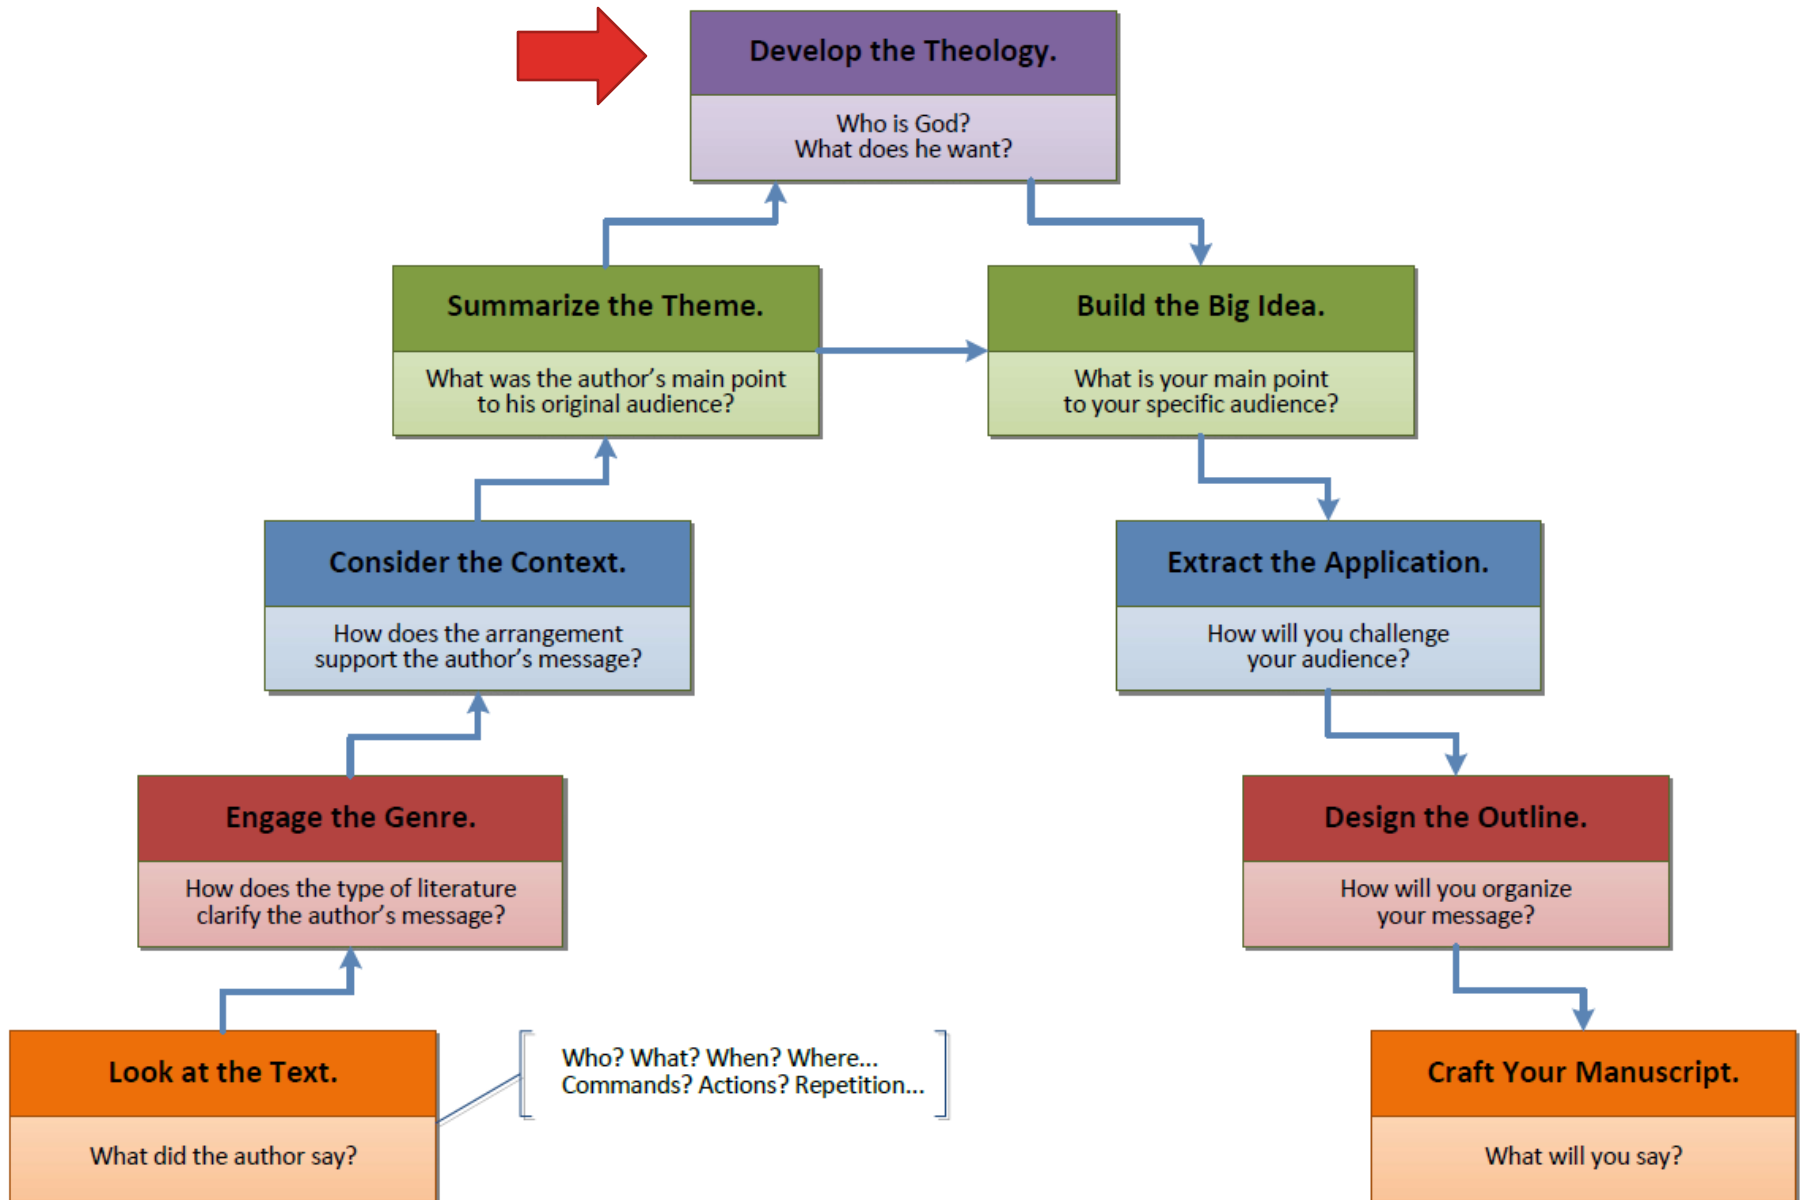 Develop the Theology.
Who is God?
What does he want?
Summarize the Theme.
What was the author’s main point
to his original audience?
Build the Big Idea.
What is your main point
to your specific audience?
Consider the Context.
How does the arrangement
support the author’s message?
Extract the Application.
How will you challenge
your audience?
Engage the Genre.
How does the type of literature
clarify the author’s message?
Design the Outline.
How will you organize
your message?
Look at the Text.
What did the author say?
Who? What? When? Where...
Commands? Actions? Repetition...
Craft Your Manuscript.
What will you say?